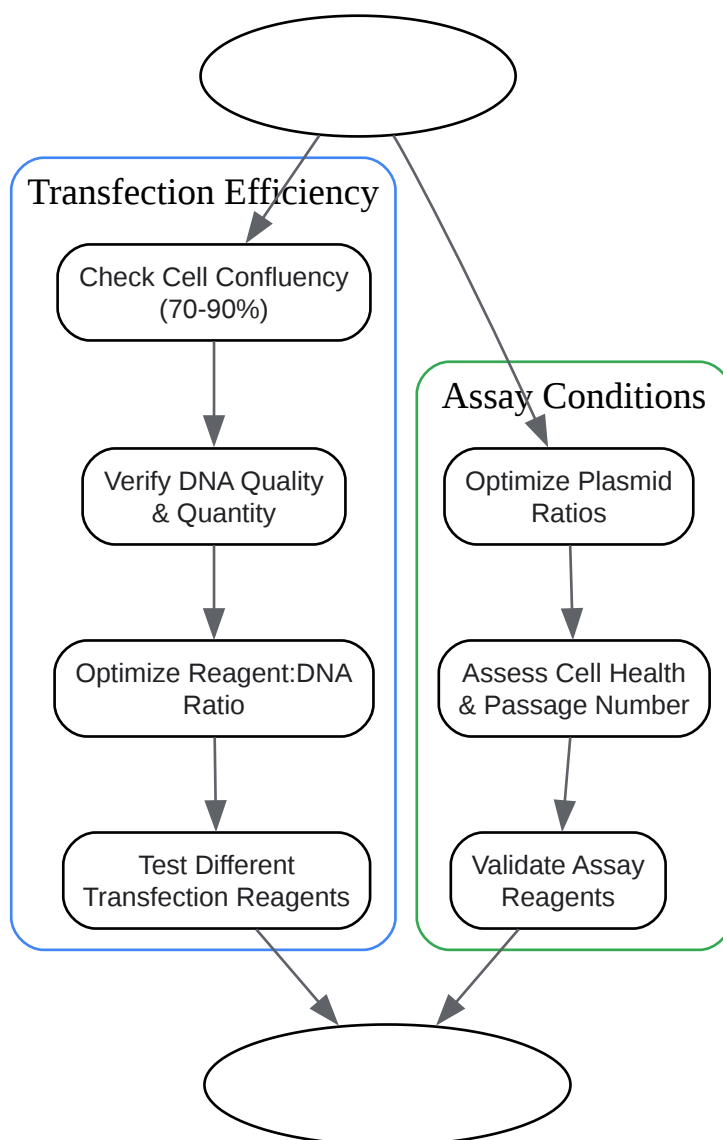 Transfection Efficiency
Check Cell Confluency
(70-90%)
Verify DNA Quality
& Quantity
Optimize Reagent:DNA
Ratio
Test Different
Transfection Reagents
Assay Conditions
Optimize Plasmid
Ratios
Assess Cell Health
& Passage Number
Validate Assay
Reagents